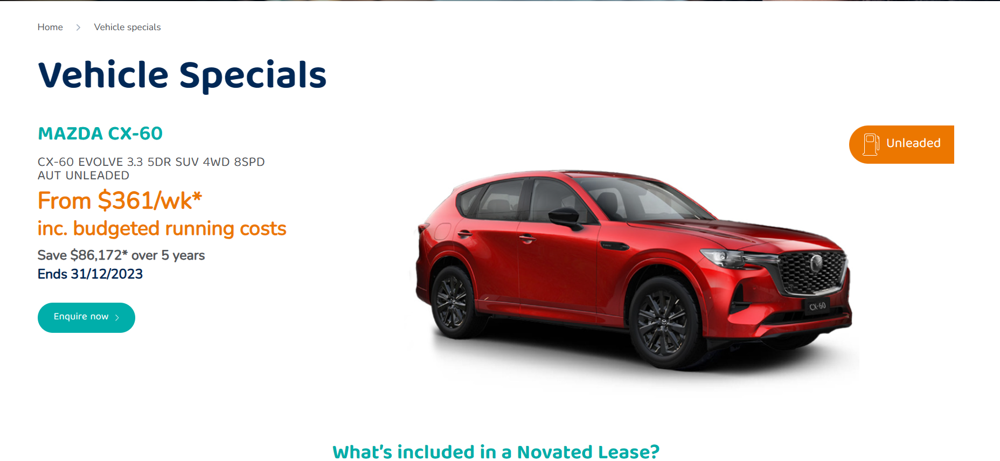 Home
Vehicle specials
Vehicle Specials
MAZDA CX-60
CX-60 EVOLVE 3.3 5DR SUV 4WD 8SPD
AUT UNLEADED
From $361/wk*
inc. budgeted running costs
Save $86,172* over 5 years
Ends 31/12/2023
Enquire now
Unleaded
CX-60
What's included in a Novated Lease?